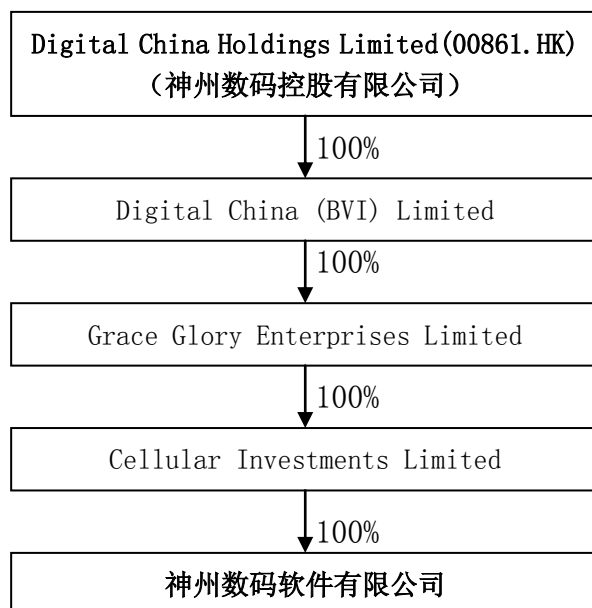 Digital China Holdings Limited(00861.HK)
（神州数码控股有限公司）
100%
Digital China (BVI) Limited
100%
Grace Glory Enterprises Limited
100%
Cellular Investments Limited
100%
神州数码软件有限公司